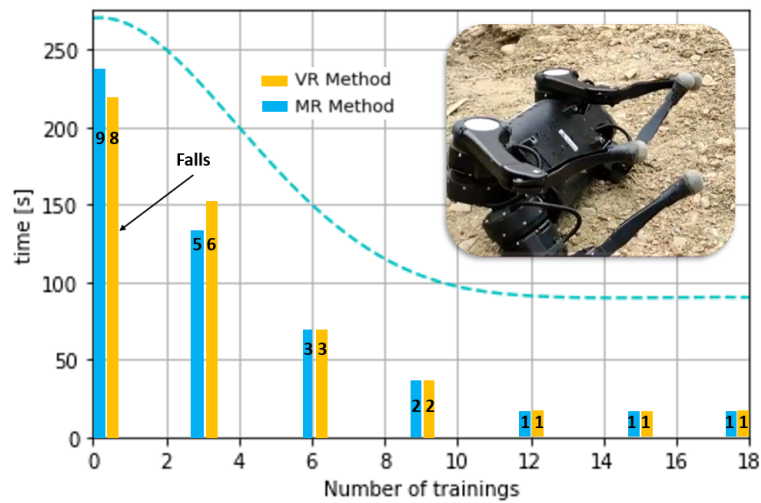 250
VR Method
MR Method
200
9 8
Falls
150
5 6
100
3 3
50
2 2
1 1
1 1
1 1
0
0 2 4 6 8 10 12 14 16 18
time [s]
Number of trainings